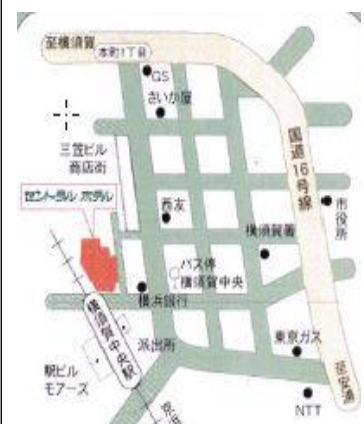 至横須賀
本町1丁目
GS
さいか屋
三笠ビル
商店街
国道16号線
セントラル ホテル
西友
市役所
横須賀署
バス停
横須賀中央
横浜銀行
横須賀中央駅
派出所
東京ガス
駅ビル
モアーズ
至安浦
NTT
京浜